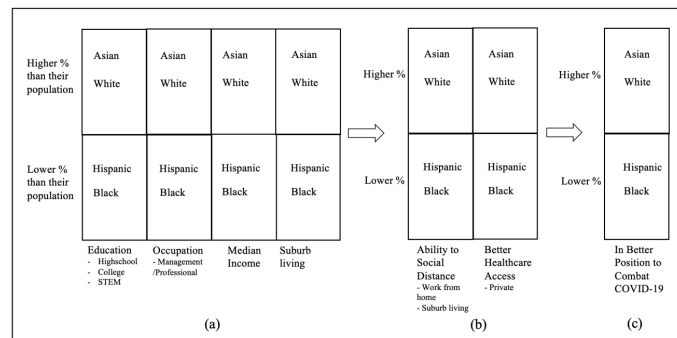 Higher %
than their
population
Asian Asian Asian Asian
White White White White
Lower %
than their
population
Hispanic Hispanic Hispanic Hispanic
Black Black Black Black
Education
- Highschool
- College
- STEM
Occupation
- Management
/Professional
Median
Income
Suburb
living
(a)
Higher %
Asian Asian
White White
Lower %
Hispanic Hispanic
Black Black
Ability to
Social
Distance
- Work from
home
- Suburb living
Better
Healthcare
Access
- Private
(b)
Higher %
Asian
White
Lower %
Hispanic
Black
In Better
Position to
Combat
COVID-19
(c)